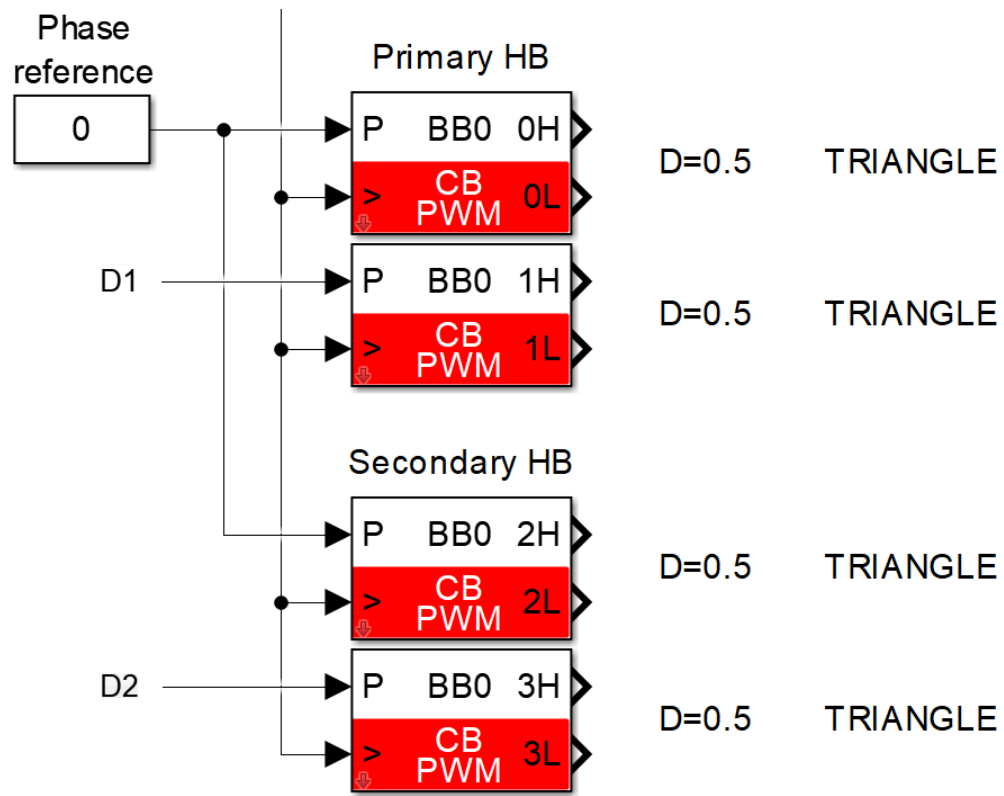 Phase
reference
0
Primary HB
P BB0 0H
> CB
PWM 0L
D=0.5 TRIANGLE
D1
P BB0 1H
> CB
PWM 1L
D=0.5 TRIANGLE
Secondary HB
P BB0 2H
> CB
PWM 2L
D=0.5 TRIANGLE
D2
P BB0 3H
> CB
PWM 3L
D=0.5 TRIANGLE